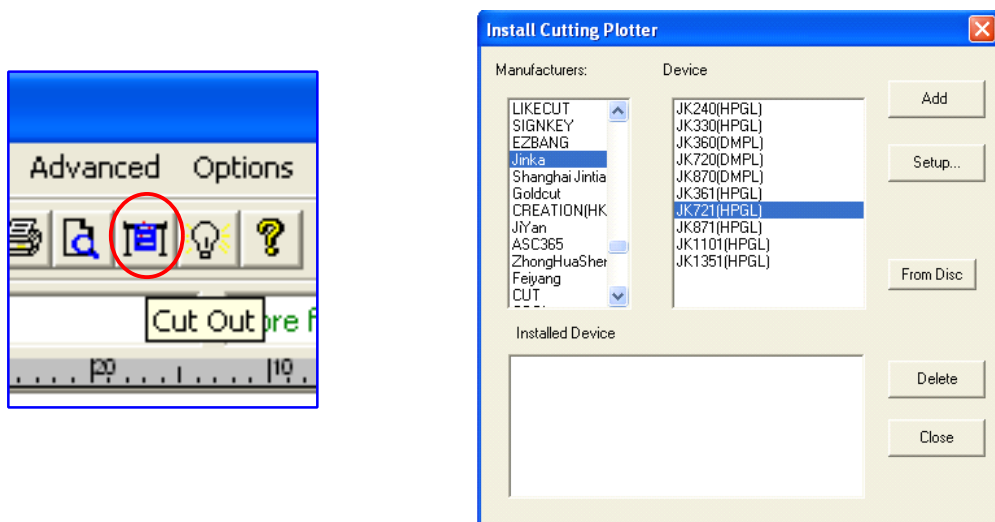 Advanced Options
Cut Out
20
10
Install Cutting Plotter
Manufacturers:
Device
LIKECUT
SIGNKEY
EZBANG
Jinka
Shanghai Jintia
Goldcut
CREATION(HK
JiYan
ASC365
ZhongHuaSher
Feiyang
CUT
JK240(HPGL)
JK330(HPGL)
JK360(DMPL)
JK720(DMPL)
JK870(DMPL)
JK361(HPGL)
JK721(HPGL)
JK871(HPGL)
JK1101(HPGL)
JK1351(HPGL)
Add
Setup...
From Disc
Installed Device
Delete
Close